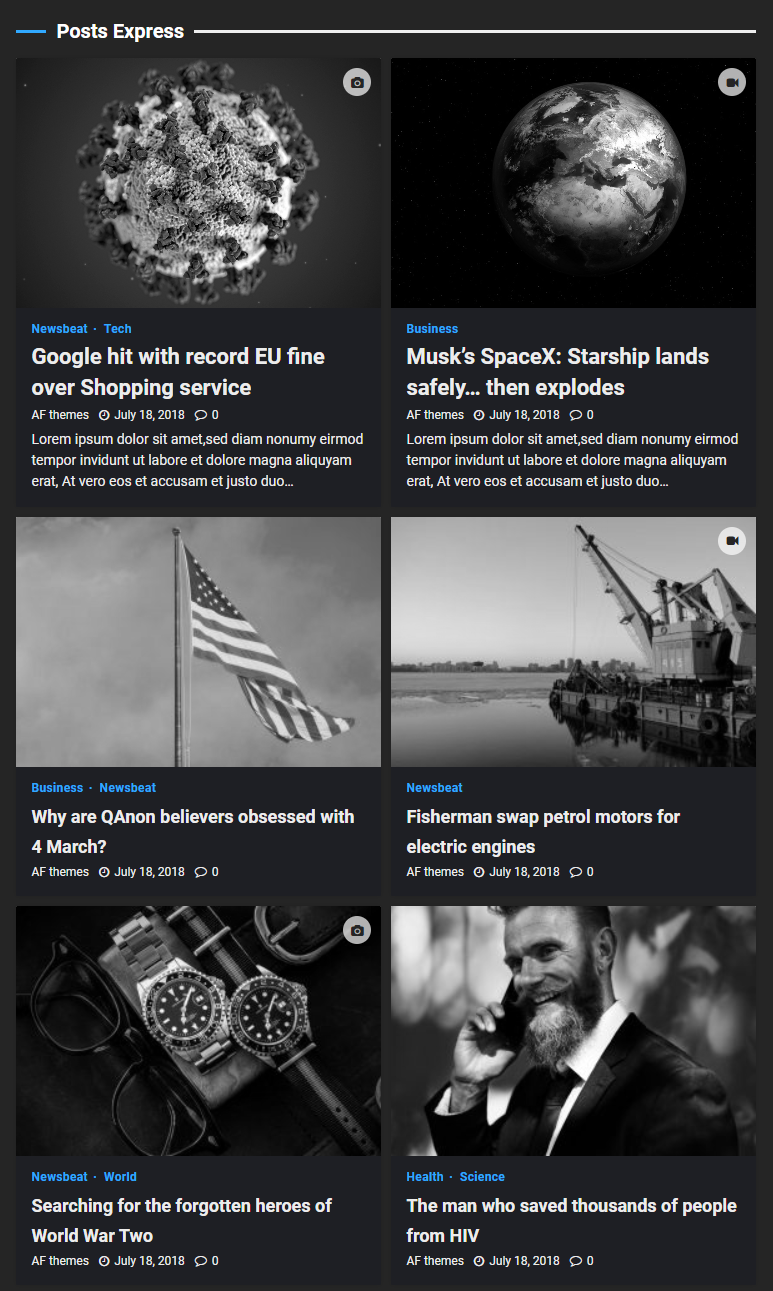 Posts Express
Newsbeat · Tech
Google hit with record EU fine
over Shopping service
AF themes July 18, 2018 0
Lorem ipsum dolor sit amet,sed diam nonumy eirmod
tempor invidunt ut labore et dolore magna aliquyam
erat, At vero eos et accusam et justo duo...
Business
Musk’s SpaceX: Starship lands
safely… then explodes
AF themes July 18, 2018 0
Lorem ipsum dolor sit amet,sed diam nonumy eirmod
tempor invidunt ut labore et dolore magna aliquyam
erat, At vero eos et accusam et justo duo...
Business · Newsbeat
Why are QAnon believers obsessed with
4 March?
AF themes July 18, 2018 0
Newsbeat
Fisherman swap petrol motors for
electric engines
AF themes July 18, 2018 0
Newsbeat · World
Searching for the forgotten heroes of
World War Two
AF themes July 18, 2018 0
Health · Science
The man who saved thousands of people
from HIV
AF themes July 18, 2018 0